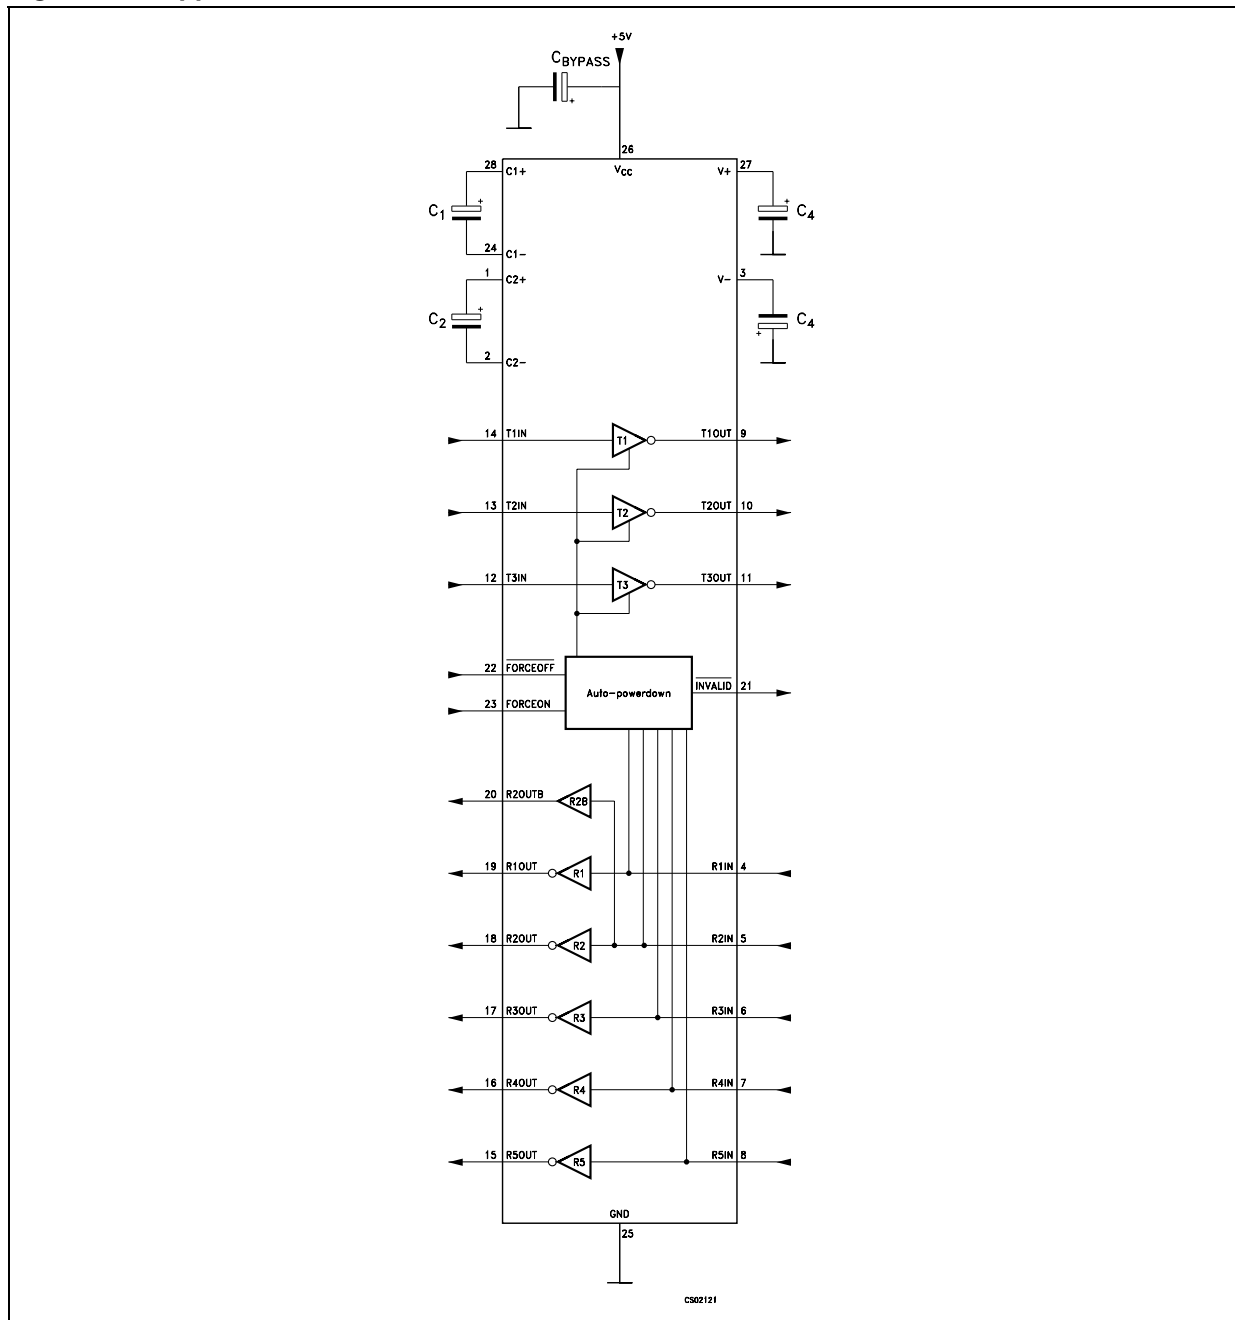 +5V
CBYPASS
+
26
28 C1+ VCC V+ 27
C1 + + C4
24 C1-
1 C2+ V- 3
C2 + C4
+
2 C2-
14 T1IN T1 T1OUT 9
13 T2IN T2 T2OUT 10
12 T3IN T3 T3OUT 11
22 FORCEOFF
Auto-powerdown INVALID 21
23 FORCEON
20 R2OUTB R2B
19 R1OUT R1 R1IN 4
18 R2OUT R2 R2IN 5
17 R3OUT R3 R3IN 6
16 R4OUT R4 R4IN 7
15 R5OUT R5 R5IN 8
GND
25
CS02121